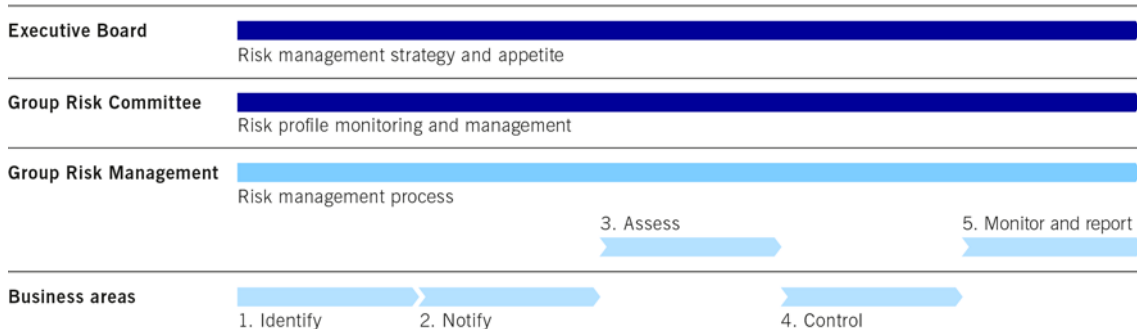 Executive Board
Risk management strategy and appetite
Group Risk Committee
Risk profile monitoring and management
Group Risk Management
Risk management process
3. Assess
5. Monitor and report
Business areas
1. Identify
2. Notify
4. Control